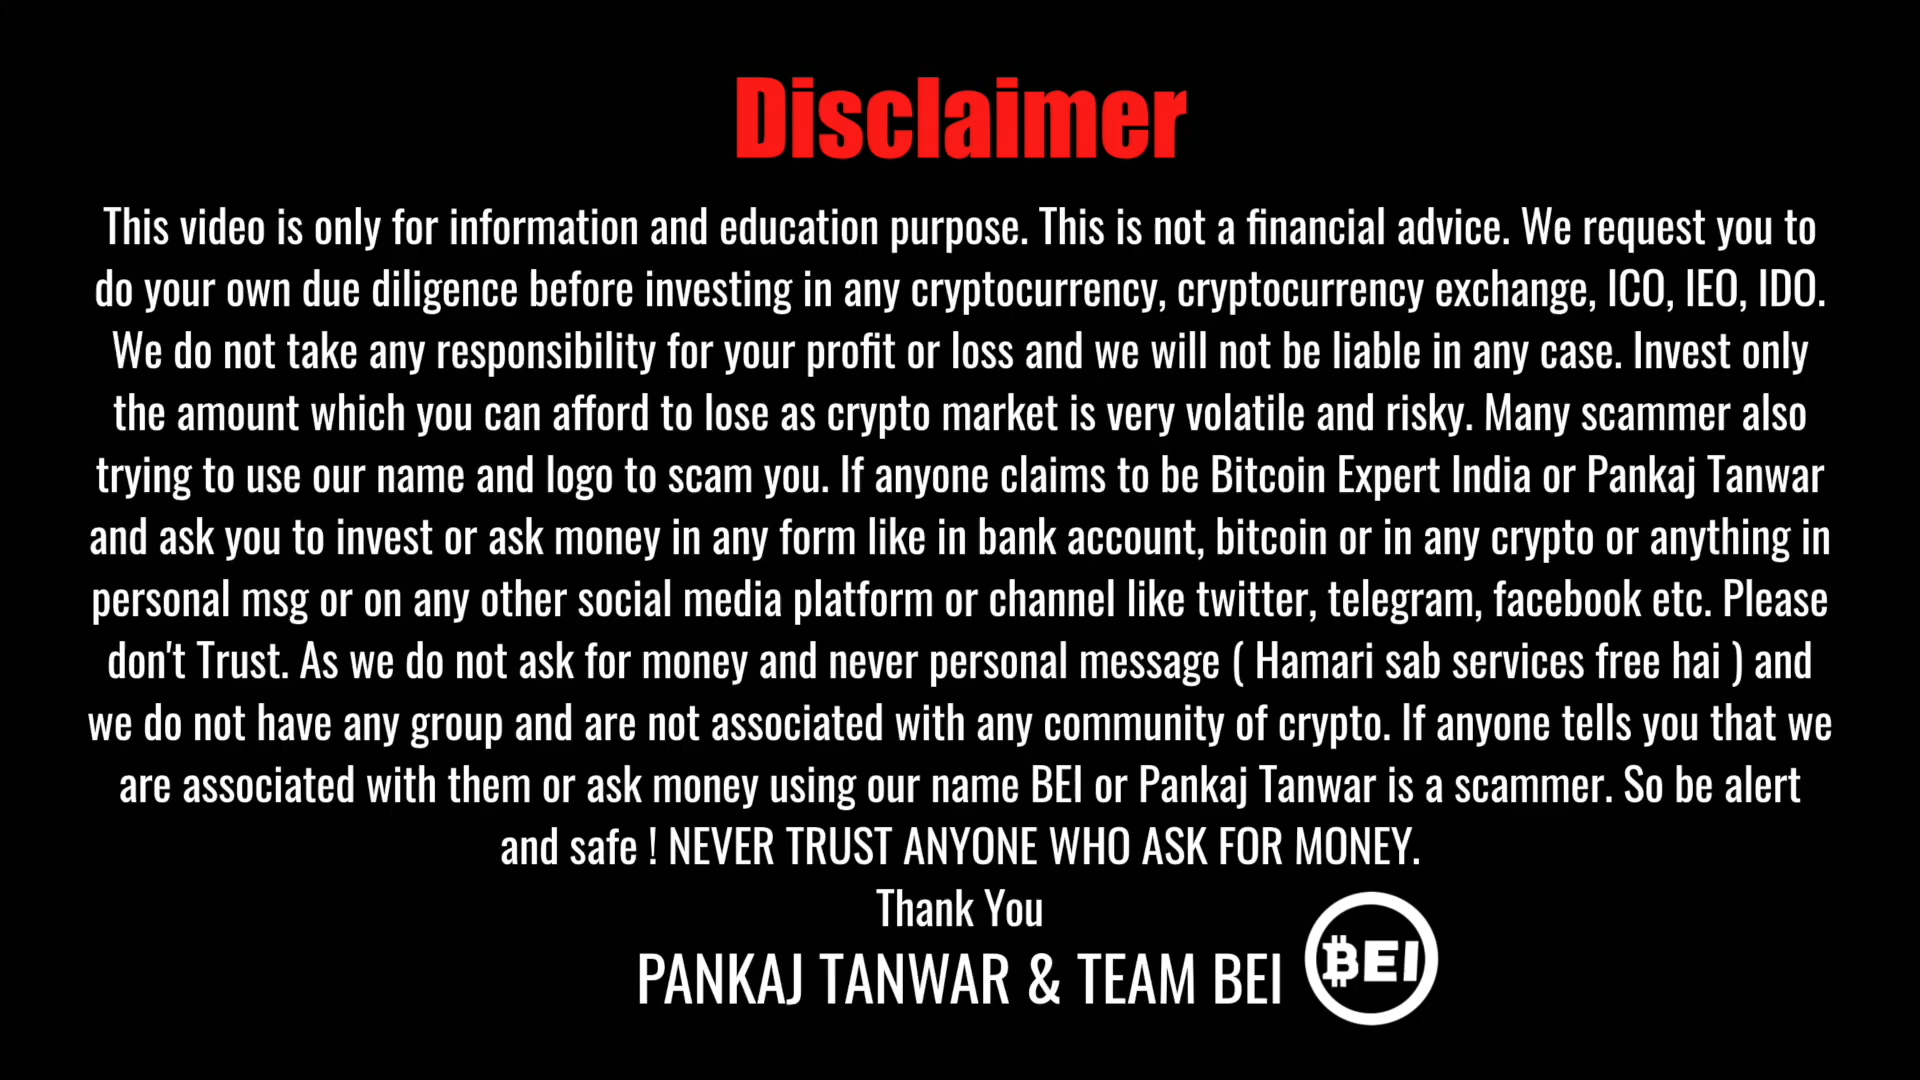 Disclaimer
This video is only for information and education purpose. This is not a financial advice. We request you to
do your own due diligence before investing in any cryptocurrency, cryptocurrency exchange, ICO, IEO, IDO.
We do not take any responsibility for your profit or loss and we will not be liable in any case. Invest only
the amount which you can afford to lose as crypto market is very volatile and risky. Many scammer also
trying to use our name and logo to scam you. If anyone claims to be Bitcoin Expert India or Pankaj Tanwar
and ask you to invest or ask money in any form like in bank account, bitcoin or in any crypto or anything in
personal msg or on any other social media platform or channel like twitter, telegram, facebook etc. Please
don't Trust. As we do not ask for money and never personal message ( Hamari sab services free hai ) and
we do not have any group and are not associated with any community of crypto. If anyone tells you that we
are associated with them or ask money using our name BEI or Pankaj Tanwar is a scammer. So be alert
and safe ! NEVER TRUST ANYONE WHO ASK FOR MONEY.
Thank You
PANKAJ TANWAR & TEAM BEI
BEI